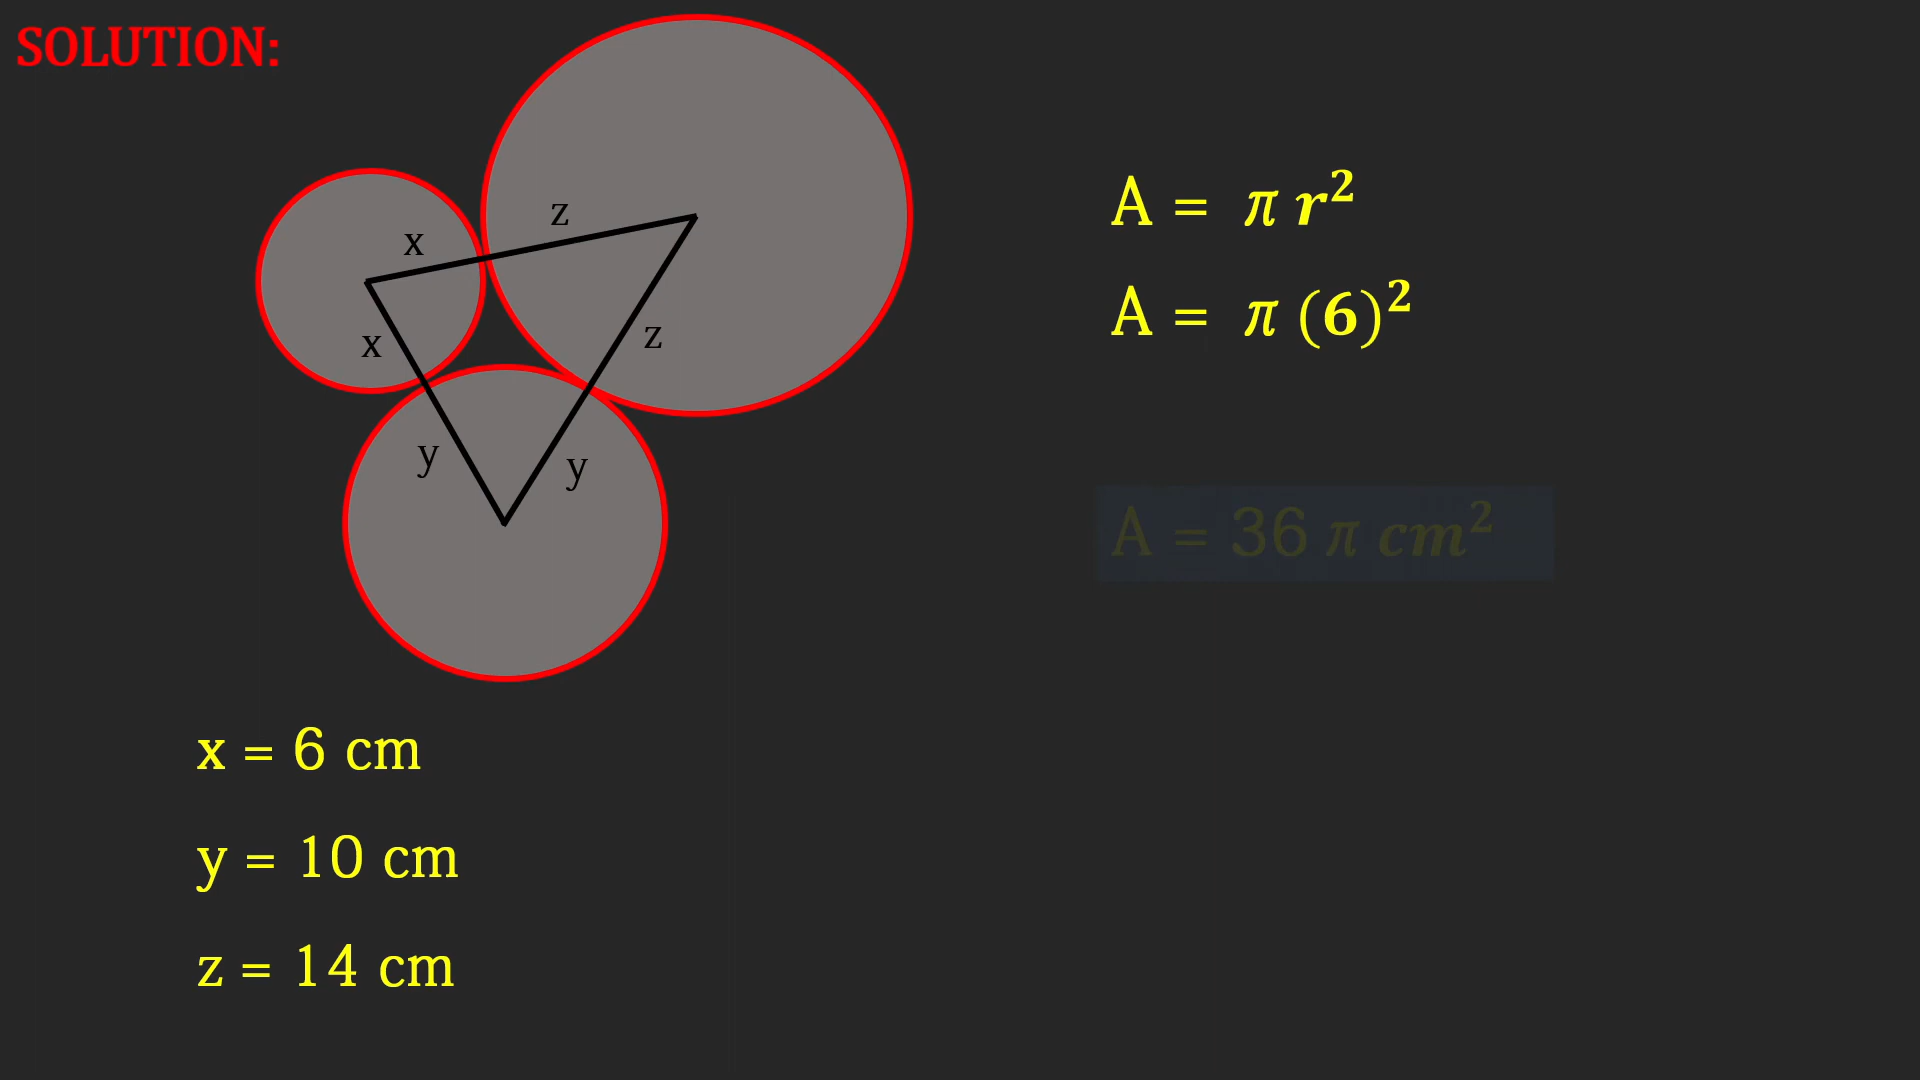 SOLUTION:
z
x
z
x
y
y
A = π r²
A = π (6)²
A = 36 π cm²
x = 6 cm
y = 10 cm
z = 14 cm